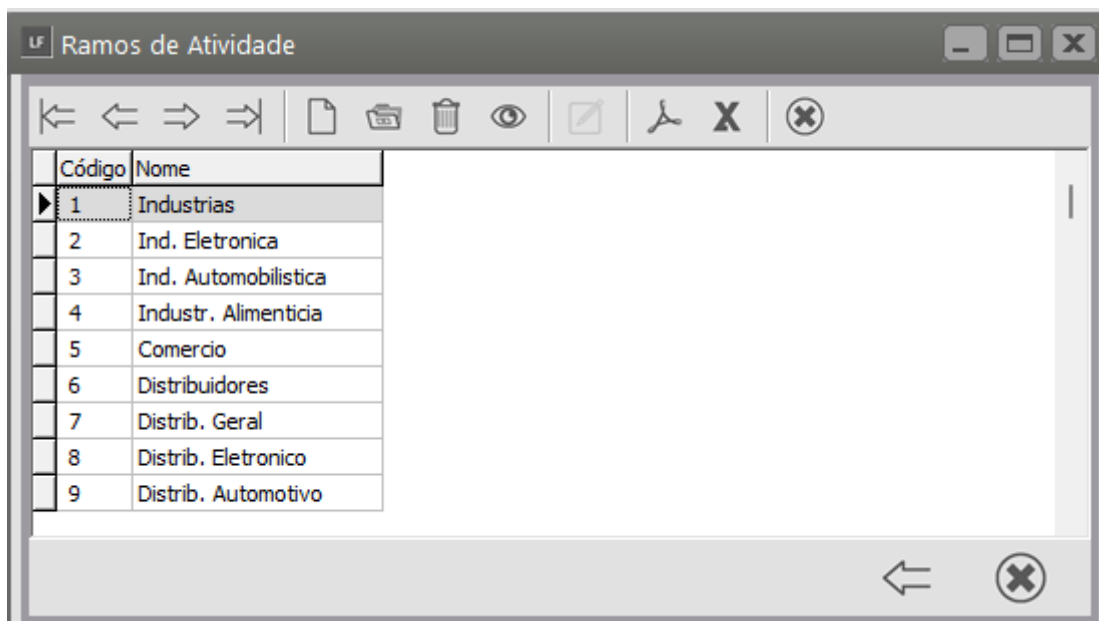 LF Ramos de Atividade
Código Nome
1 Industrias
2 Ind. Eletronica
3 Ind. Automobilistica
4 Industr. Alimenticia
5 Comercio
6 Distribuidores
7 Distrib. Geral
8 Distrib. Eletronico
9 Distrib. Automotivo